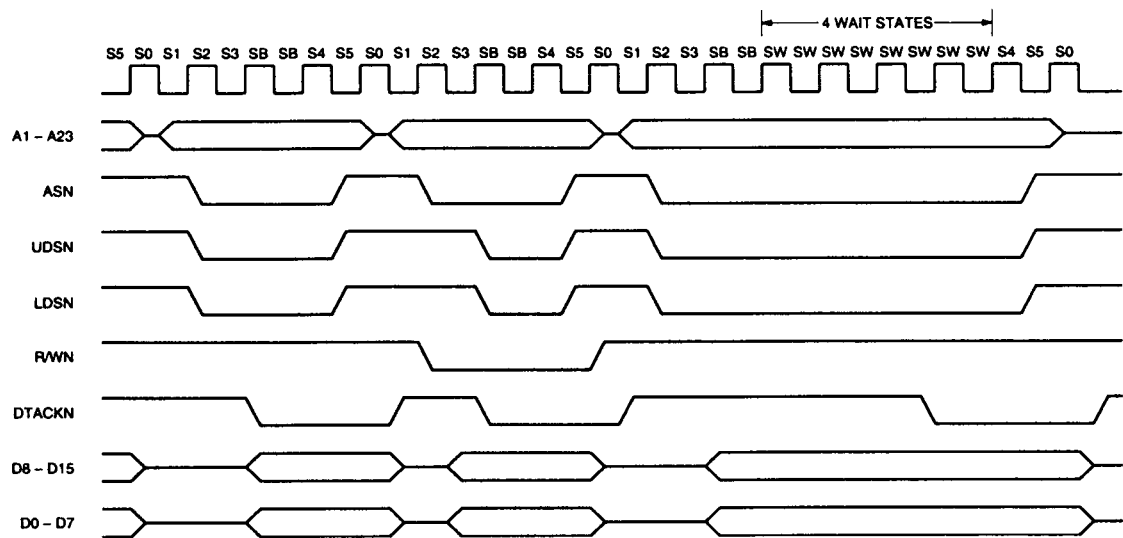 4 WAIT STATES
S5 S0 S1 S2 S3 SB SB S4 S5 S0 S1 S2 S3 SB SB S4 S5 S0 S1 S2 S3 SB SB SW SW SW SW SW SW SW SW S4 S5 S0
A1 – A23
ASN
UDSN
LDSN
R/WN
DTACKN
D8 – D15
D0 – D7